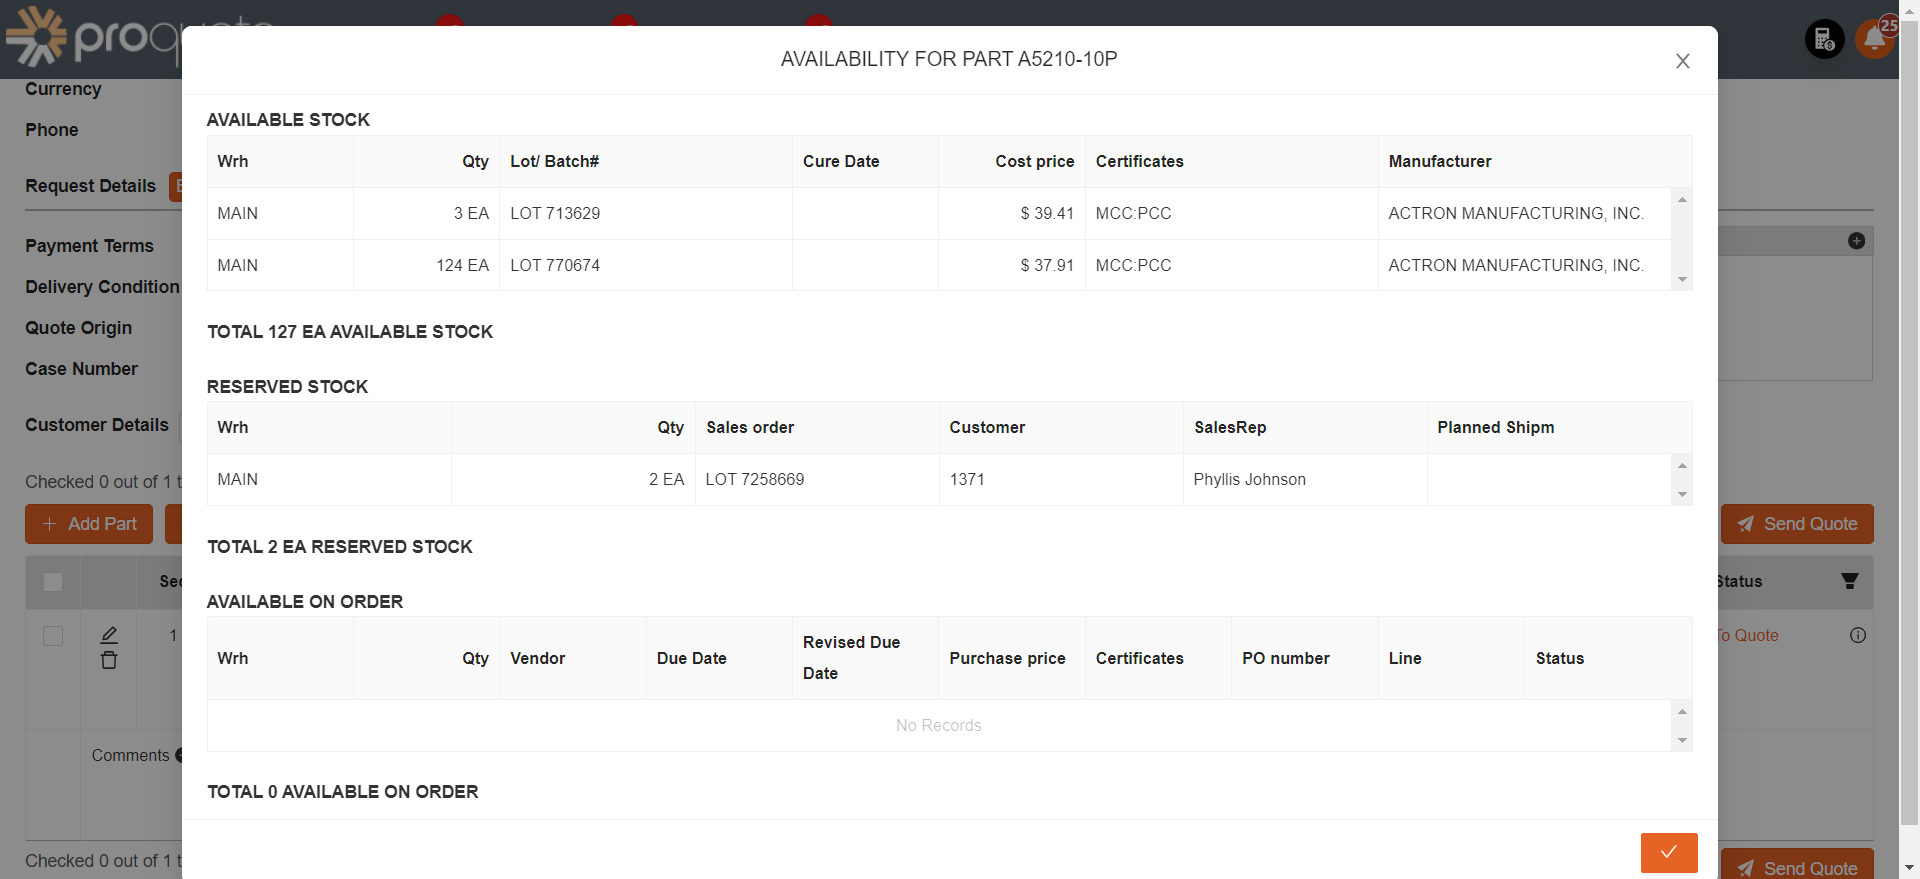 proquote
25
AVAILABILITY FOR PART A5210-10P
Currency
Phone
Request Details
Payment Terms
Delivery Condition
Quote Origin
Case Number
Customer Details
Checked 0 out of 1 t
Add Part
Send Quote
Sec
Status
1
To Quote
Comments
Checked 0 out of 1 t
Send Quote
AVAILABLE STOCK
Wrh Qty Lot/ Batch# Cure Date Cost price Certificates Manufacturer
MAIN 3 EA LOT 713629 $ 39.41 MCC:PCC ACTRON MANUFACTURING, INC.
MAIN 124 EA LOT 770674 $ 37.91 MCC:PCC ACTRON MANUFACTURING, INC.
TOTAL 127 EA AVAILABLE STOCK
RESERVED STOCK
Wrh Qty Sales order Customer SalesRep Planned Shipm
MAIN 2 EA LOT 7258669 1371 Phyllis Johnson
TOTAL 2 EA RESERVED STOCK
AVAILABLE ON ORDER
Wrh Qty Vendor Due Date Revised Due Date Purchase price Certificates PO number Line Status
No Records
TOTAL 0 AVAILABLE ON ORDER